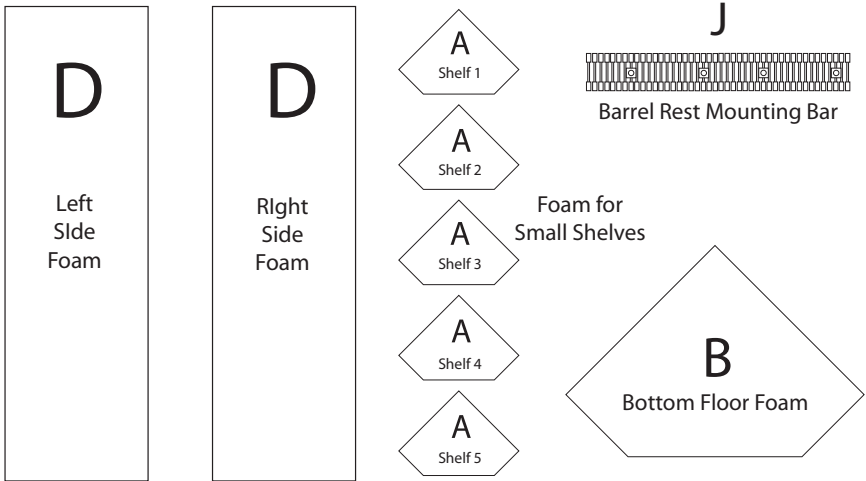 D
Left
SIde
Foam
D
RIght
Side
Foam
A
Shelf 1
A
Shelf 2
A
Shelf 3
A
Shelf 4
A
Shelf 5
Foam for
Small Shelves
J
Barrel Rest Mounting Bar
B
Bottom Floor Foam